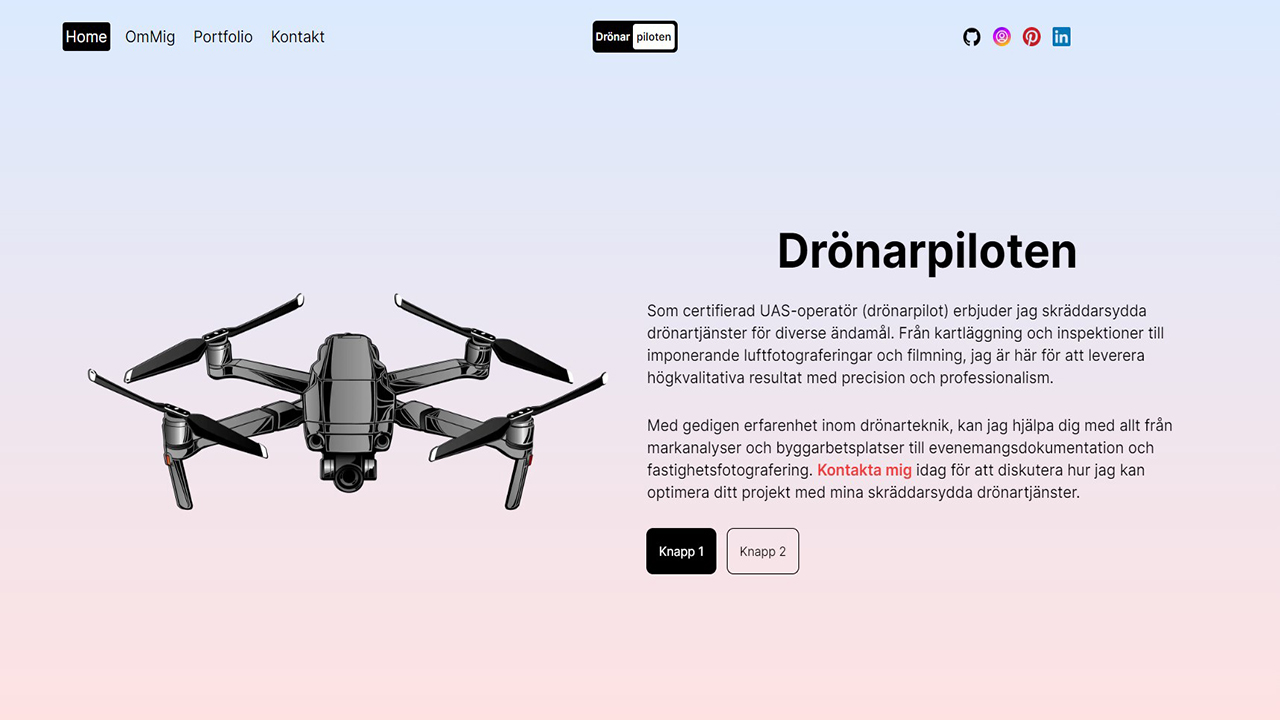 Home OmMig Portfolio Kontakt
Drönar piloten
Drönarpiloten
Som certifierad UAS-operatör (drönarpilot) erbjuder jag skräddarsydda
drönartjänster för diverse ändamål. Från kartläggning och inspektioner till
imponerande luftfotograferingar och filmning, jag är här för att leverera
högkvalitativa resultat med precision och professionalism.
Med gedigen erfarenhet inom drönarteknik, kan jag hjälpa dig med allt från
markanalyser och byggarbetsplatser till evenemangsdokumentation och
fastighetsfotografering. Kontakta mig idag för att diskutera hur jag kan
optimera ditt projekt med mina skräddarsydda drönartjänster.
Knapp 1 Knapp 2